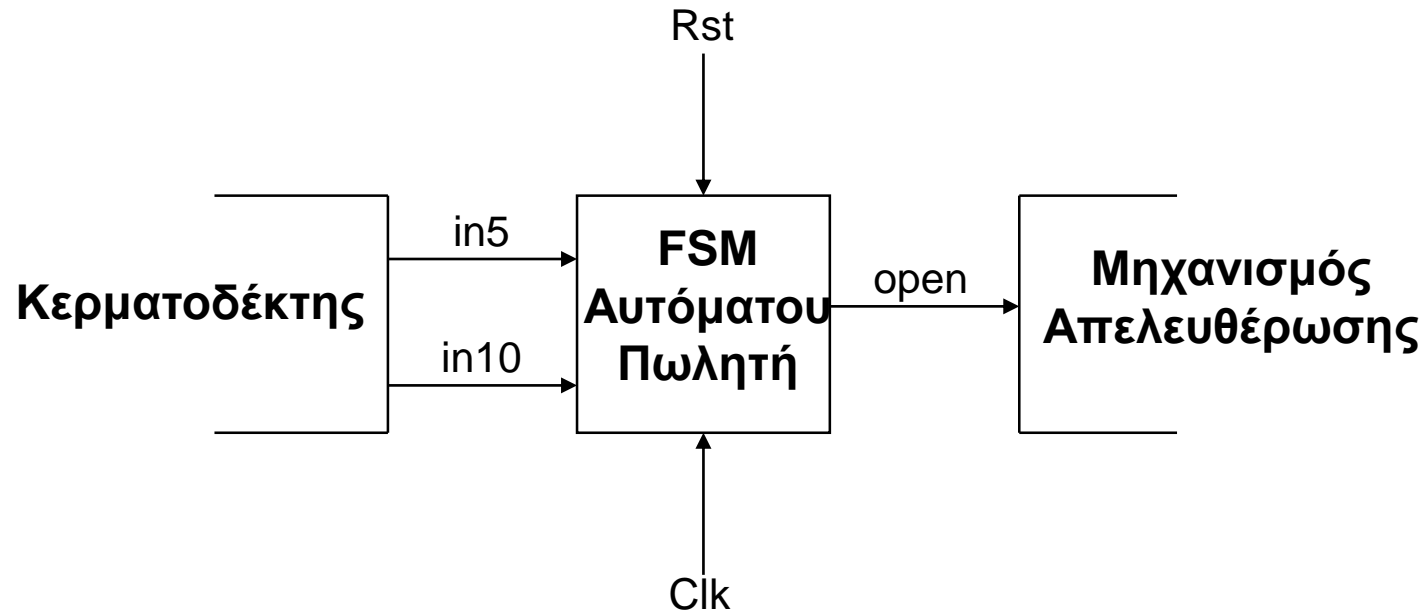 Rst
Κερματοδέκτης
in5
in10
FSM
Αυτόματου
Πωλητή
open
Μηχανισμός
Απελευθέρωσης
Clk